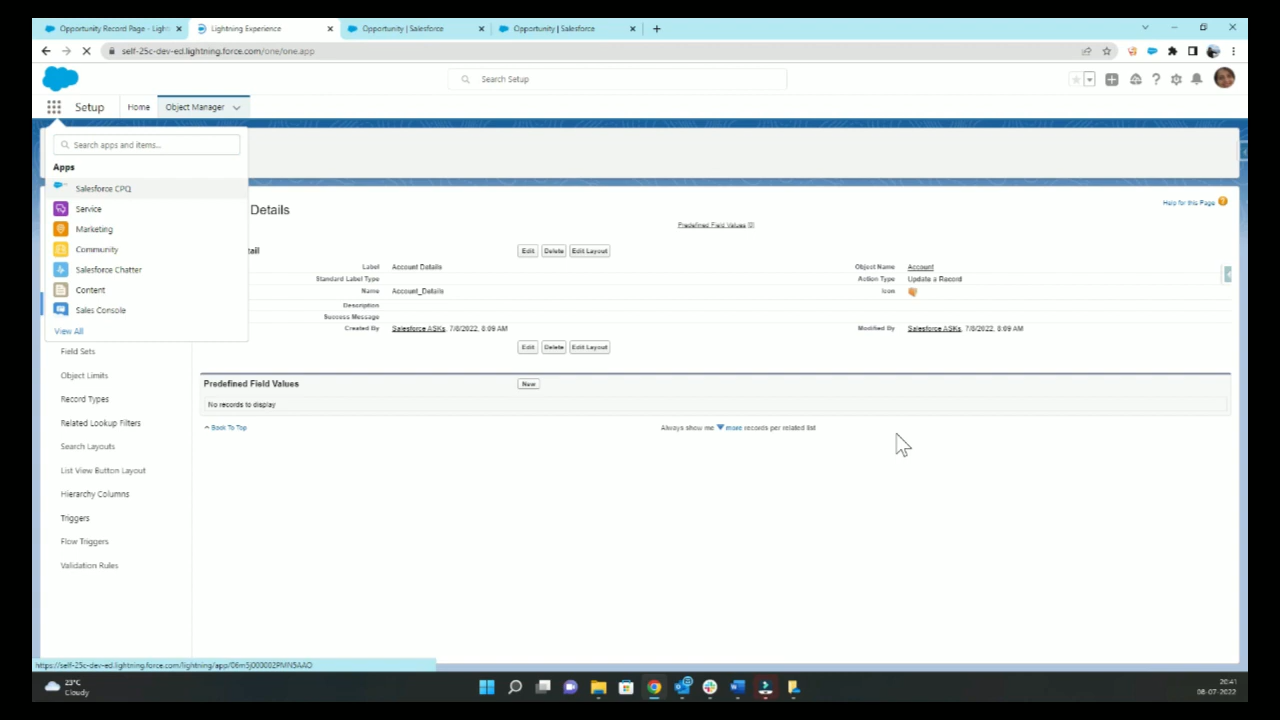 Opportunity Record Page - Light
Lightning Experience
Opportunity | Salesforce
Opportunity | Salesforce
self-25c-dev-ed.lightning.force.com/one/one.app
Search Setup
Setup
Home
Object Manager
Search apps and items...
Apps
Salesforce CPQ
Service
Marketing
Community
Salesforce Chatter
Content
Sales Console
View All
Field Sets
Object Limits
Record Types
Related Lookup Filters
Search Layouts
List View Button Layout
Hierarchy Columns
Triggers
Flow Triggers
Validation Rules
Details
Help for this Page
Predefined Field Values [0]
tail
Edit Delete Edit Layout
Label Account Details Object Name Account
Standard Label Type Action Type Update a Record
Name Account_Details Icon
Description
Success Message
Created By Salesforce ASKs, 7/8/2022, 8:09 AM Modified By Salesforce ASKs, 7/8/2022, 8:09 AM
Edit Delete Edit Layout
Predefined Field Values New
No records to display
^ Back To Top Always show me more records per related list
23°C
Cloudy
20:41
08-07-2022